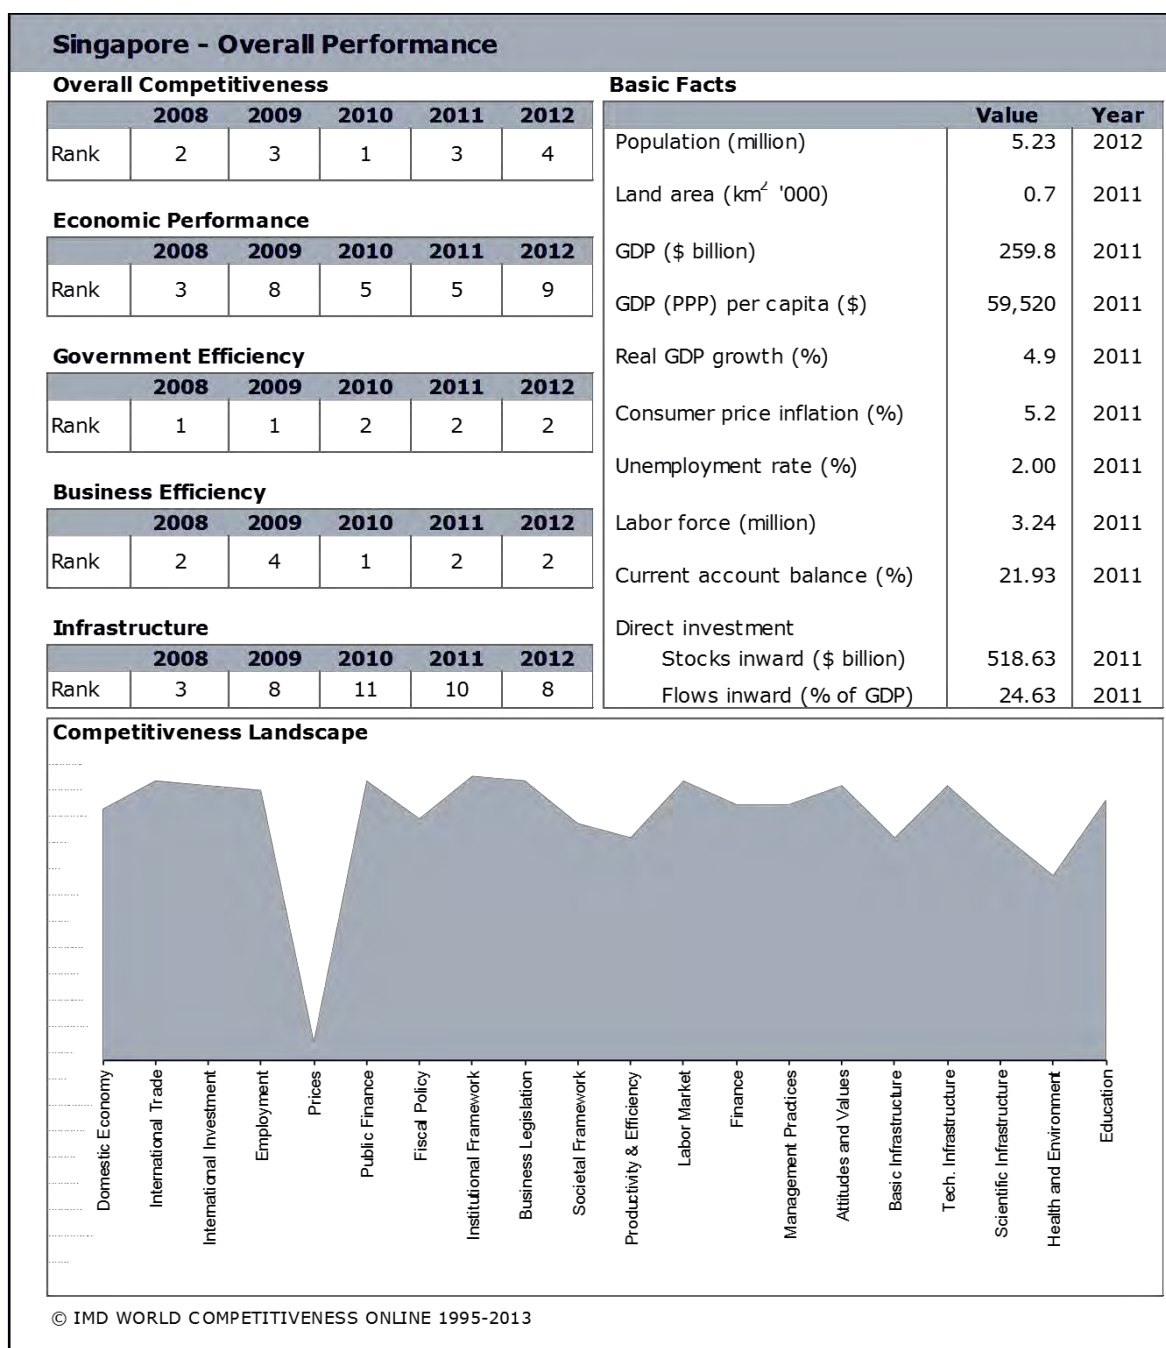 Singapore - Overall Performance
Overall Competitiveness
2008 2009 2010 2011 2012
Rank 2 3 1 3 4
Economic Performance
2008 2009 2010 2011 2012
Rank 3 8 5 5 9
Government Efficiency
2008 2009 2010 2011 2012
Rank 1 1 2 2 2
Business Efficiency
2008 2009 2010 2011 2012
Rank 2 4 1 2 2
Infrastructure
2008 2009 2010 2011 2012
Rank 3 8 11 10 8
Basic Facts
Value Year
Population (million) 5.23 2012
Land area (km² '000) 0.7 2011
GDP ($ billion) 259.8 2011
GDP (PPP) per capita ($) 59,520 2011
Real GDP growth (%) 4.9 2011
Consumer price inflation (%) 5.2 2011
Unemployment rate (%) 2.00 2011
Labor force (million) 3.24 2011
Current account balance (%) 21.93 2011
Direct investment
Stocks inward ($ billion) 518.63 2011
Flows inward (% of GDP) 24.63 2011
Competitiveness Landscape
Domestic Economy
International Trade
International Investment
Employment
Prices
Public Finance
Fiscal Policy
Institutional Framework
Business Legislation
Societal Framework
Productivity & Efficiency
Labor Market
Finance
Management Practices
Attitudes and Values
Basic Infrastructure
Tech. Infrastructure
Scientific Infrastructure
Health and Environment
Education
© IMD WORLD COMPETITIVENESS ONLINE 1995-2013